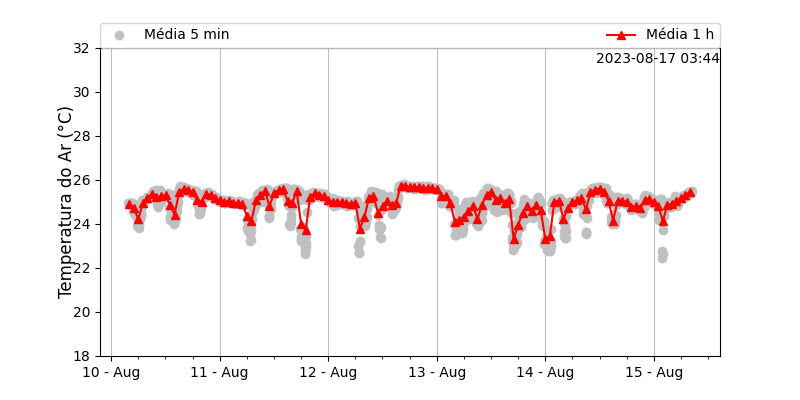 Média 5 min
Média 1 h
2023-08-17 03:44
Temperatura do Ar (°C)
32
30
28
26
24
22
20
18
10 - Aug
11 - Aug
12 - Aug
13 - Aug
14 - Aug
15 - Aug